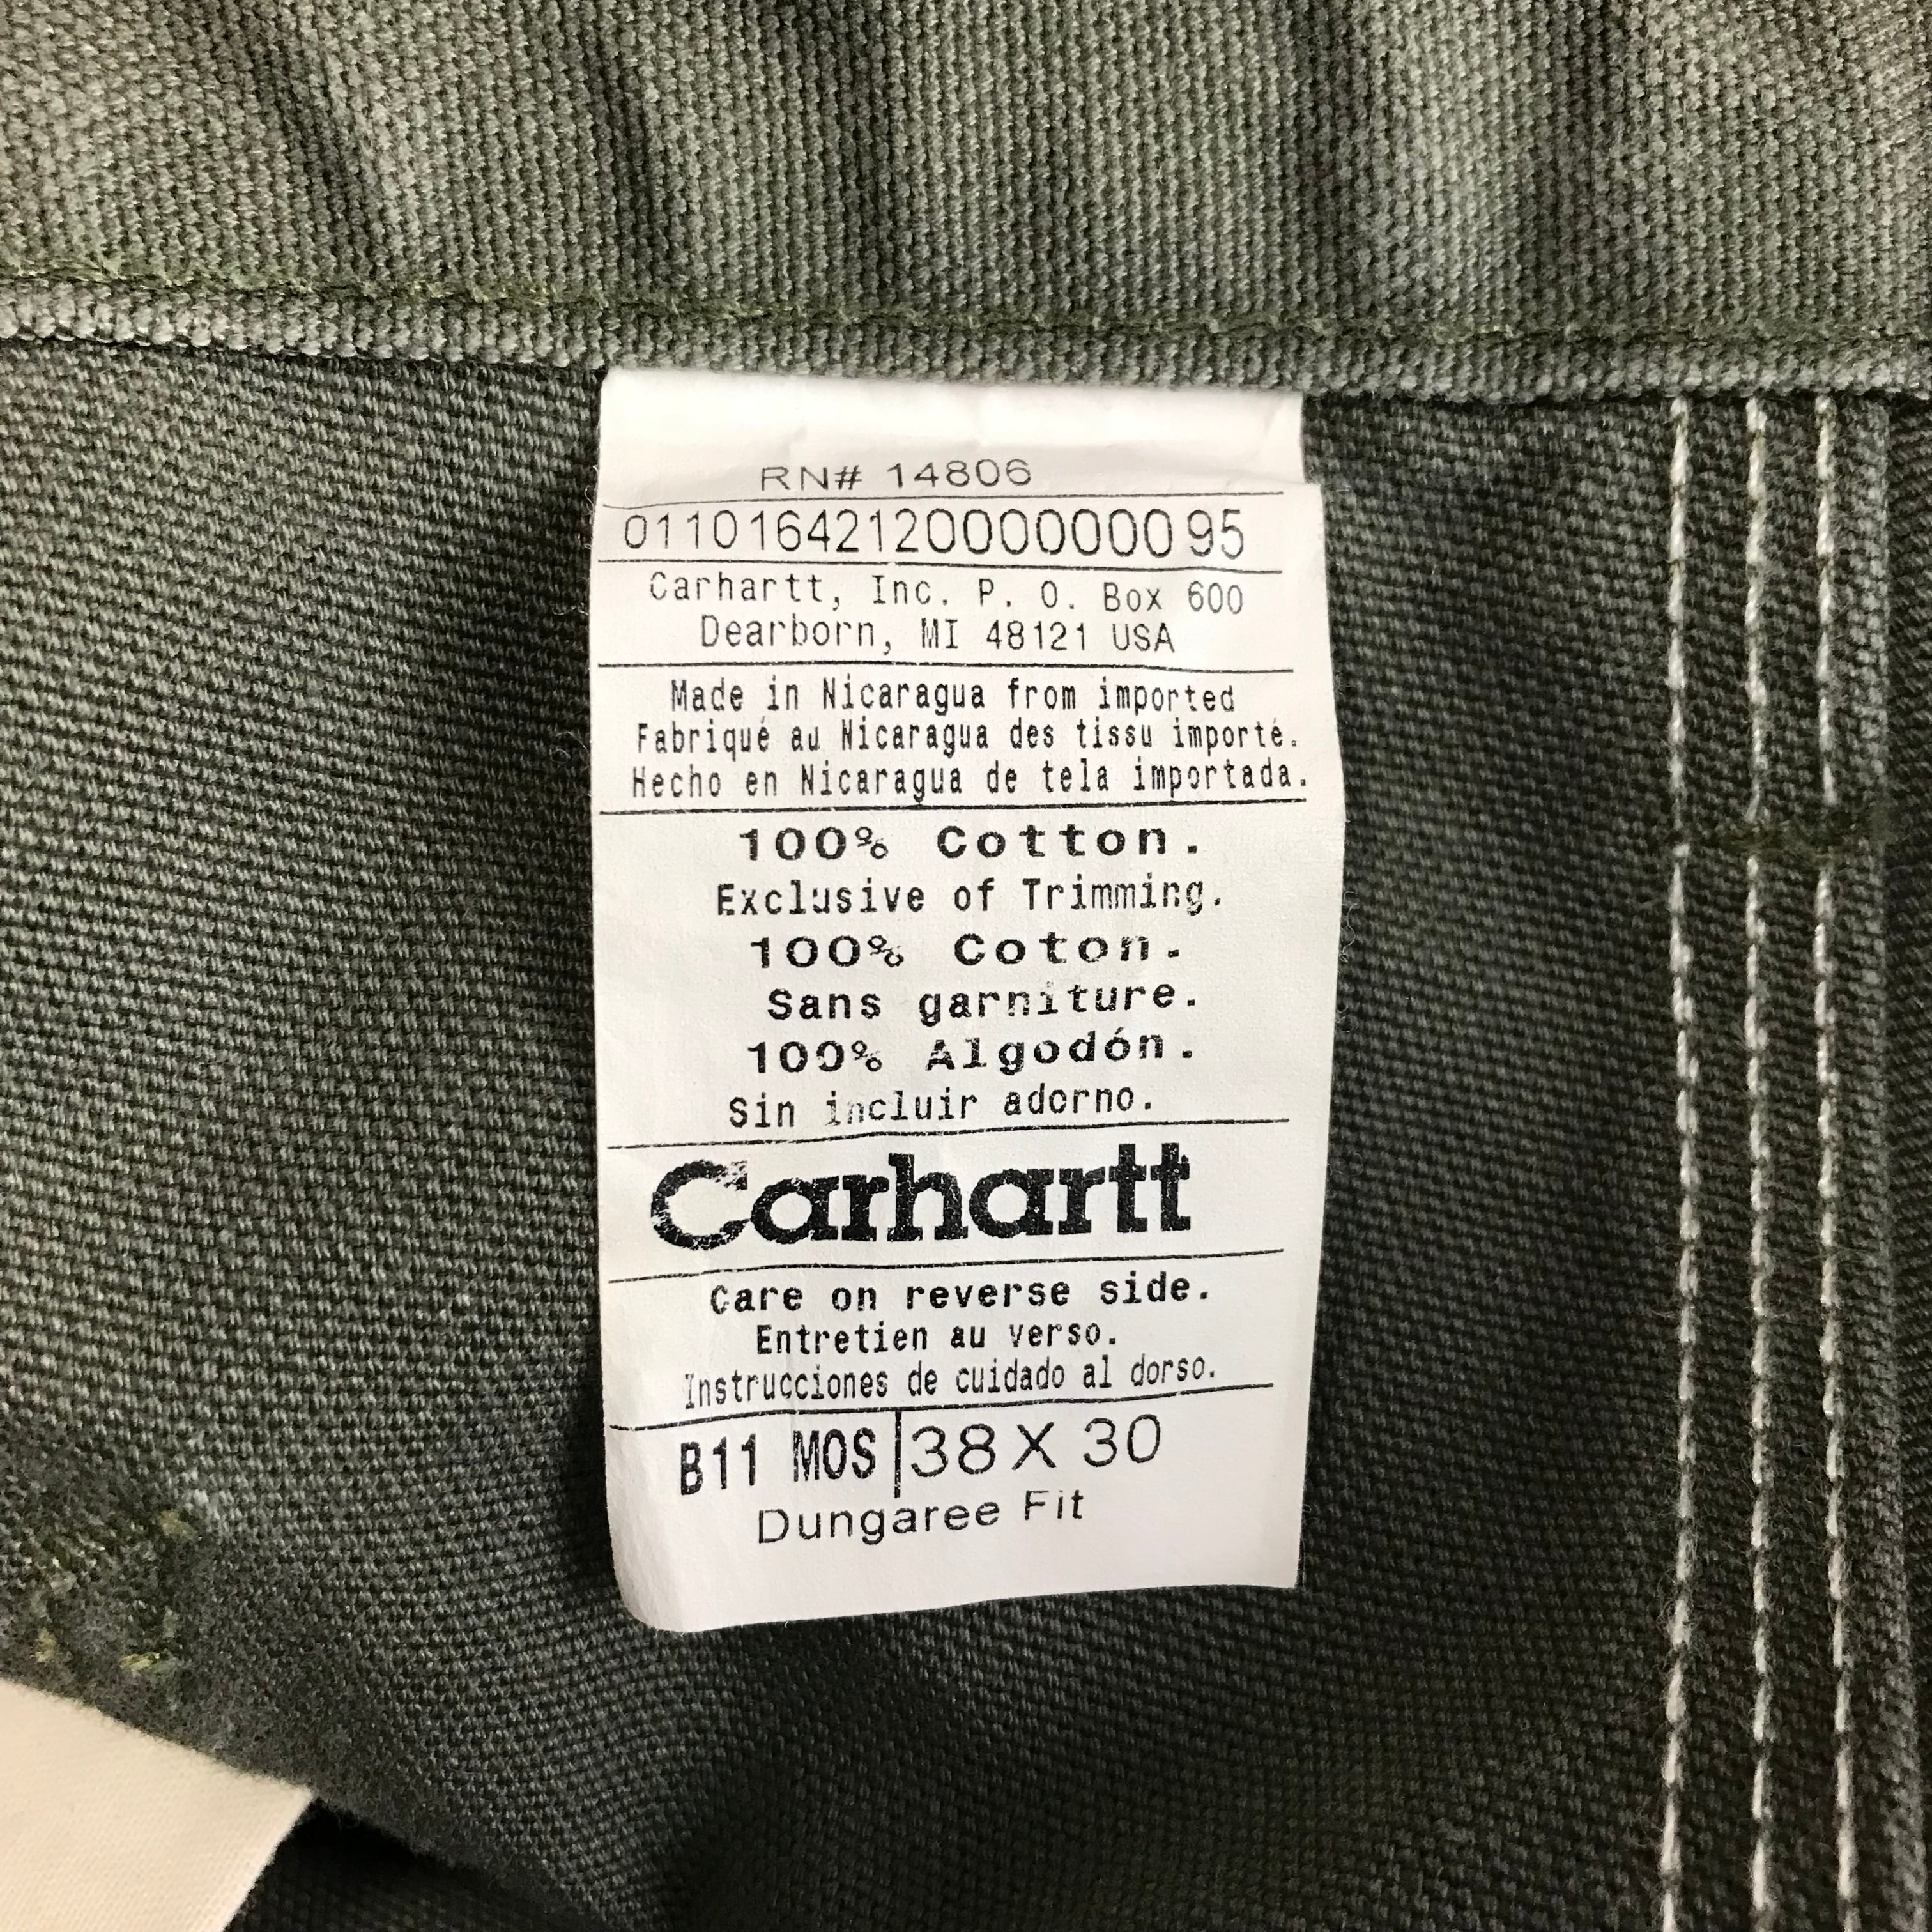 RN# 14806
01101642120000000095
Carhartt, Inc. P. O. Box 600
Dearborn, MI 48121 USA
Made in Nicaragua from imported
Fabriqué au Nicaragua des tissu importé.
Hecho en Nicaragua de tela importada.
100% Cotton.
Exclusive of Trimming.
100% Coton.
Sans garniture.
100% Algodón.
Sin incluir adorno.
Carhartt
Care on reverse side.
Entretien au verso.
Instrucciones de cuidado al dorso.
B11 MOS | 38 X 30
Dungaree Fit